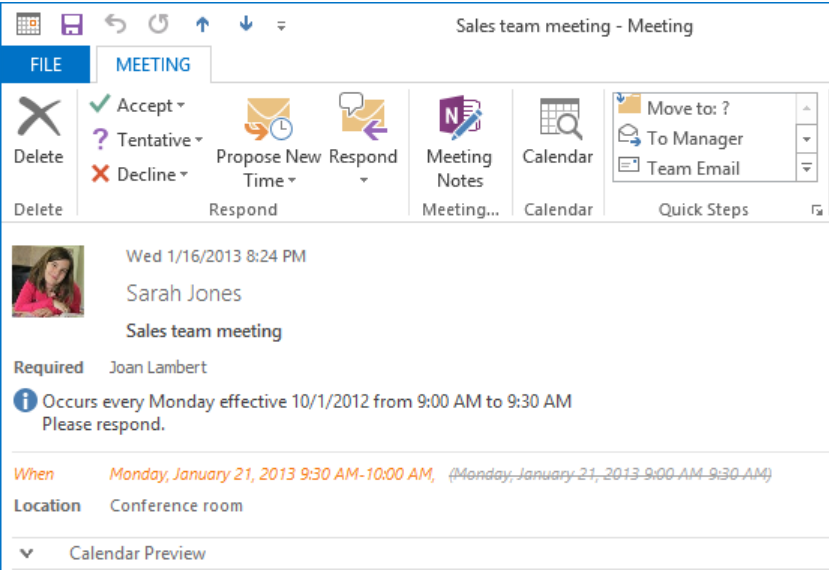 Sales team meeting - Meeting
FILE MEETING
Delete
Accept
Tentative
Decline
Propose New
Time
Respond
Meeting
Notes
Calendar
Move to: ?
To Manager
Team Email
Delete Respond Meeting... Calendar Quick Steps
Wed 1/16/2013 8:24 PM
Sarah Jones
Sales team meeting
Required Joan Lambert
Occurs every Monday effective 10/1/2012 from 9:00 AM to 9:30 AM
Please respond.
When Monday, January 21, 2013 9:30 AM-10:00 AM, (Monday, January 21, 2013 9:00 AM-9:30 AM)
Location Conference room
Calendar Preview